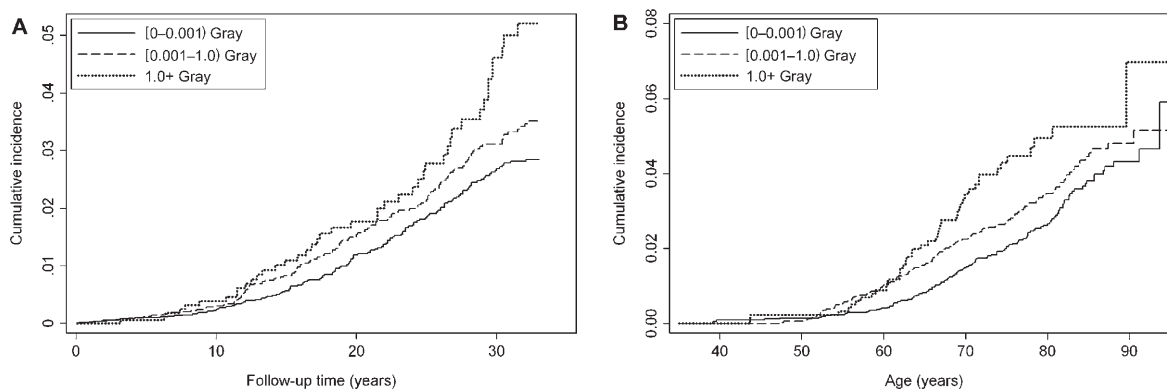 A
[0–0.001) Gray
[0.001–1.0) Gray
1.0+ Gray
Cumulative incidence
.05
.04
.03
.02
.01
0
0
10
20
30
Follow-up time (years)
B
[0–0.001) Gray
[0.001–1.0) Gray
1.0+ Gray
Cumulative incidence
0.08
0.06
0.04
0.02
0.00
40
50
60
70
80
90
Age (years)